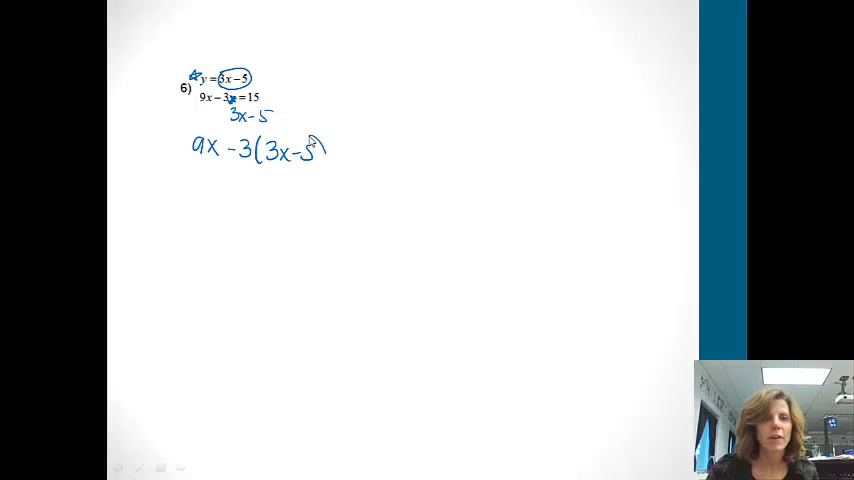 6)
y = 3x − 5
9x − 3y = 15
3x − 5
9x − 3(3x − 5)